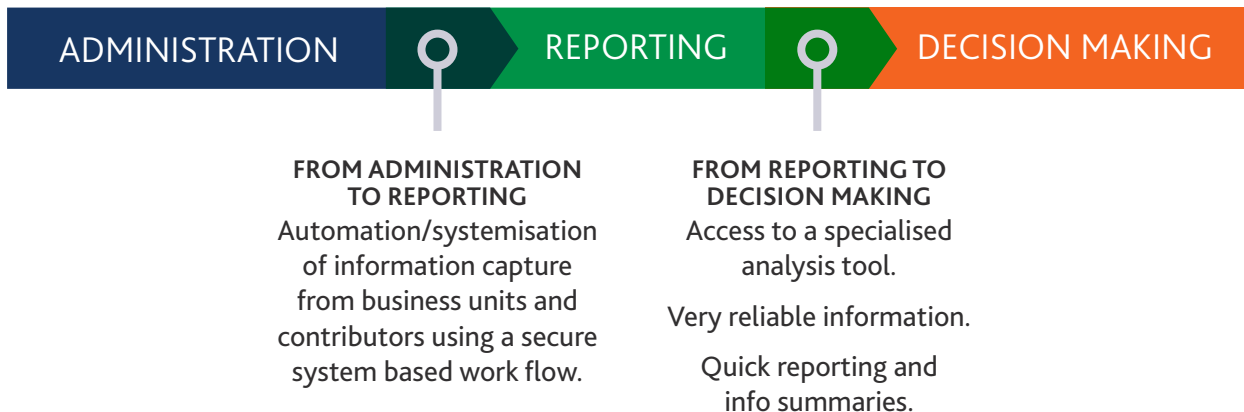 ADMINISTRATION
REPORTING
DECISION MAKING
FROM ADMINISTRATION
TO REPORTING
Automation/systemisation
of information capture
from business units and
contributors using a secure
system based work flow.
FROM REPORTING TO
DECISION MAKING
Access to a specialised
analysis tool.
Very reliable information.
Quick reporting and
info summaries.